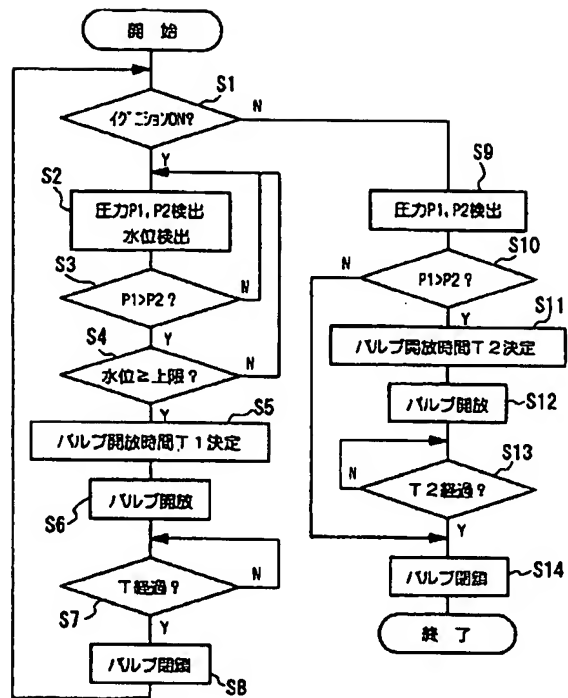 開始
S1
イグニションON?
N
Y
S2
圧力P1, P2検出
水位検出
S3
P1>P2?
N
Y
S4
水位≧上限?
N
Y
S5
バルブ開放時間T1決定
S6
バルブ開放
S7
T経過?
N
Y
S8
バルブ閉鎖
S9
圧力P1, P2検出
S10
N
P1>P2?
Y
S11
バルブ開放時間T2決定
S12
バルブ開放
S13
N
T2経過?
Y
S14
バルブ閉鎖
終了